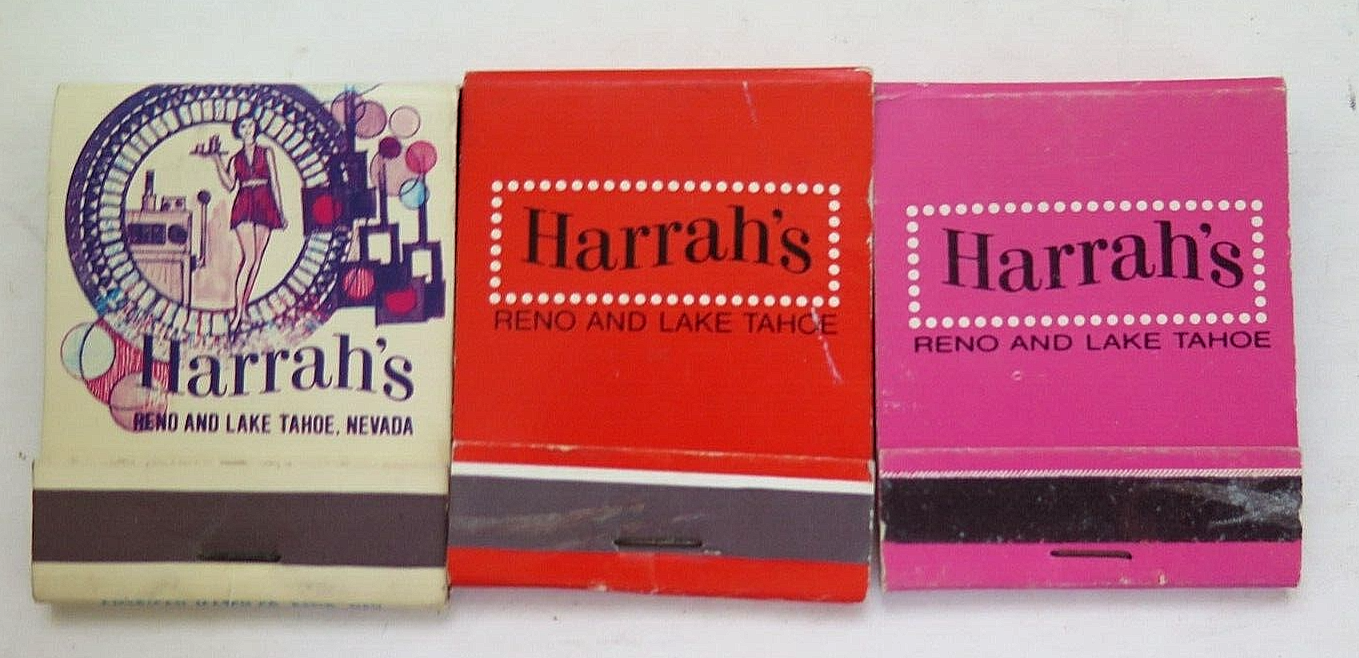 Harrah's
RENO AND LAKE TAHOE, NEVADA
Harrah's
RENO AND LAKE TAHOE
Harrah's
RENO AND LAKE TAHOE